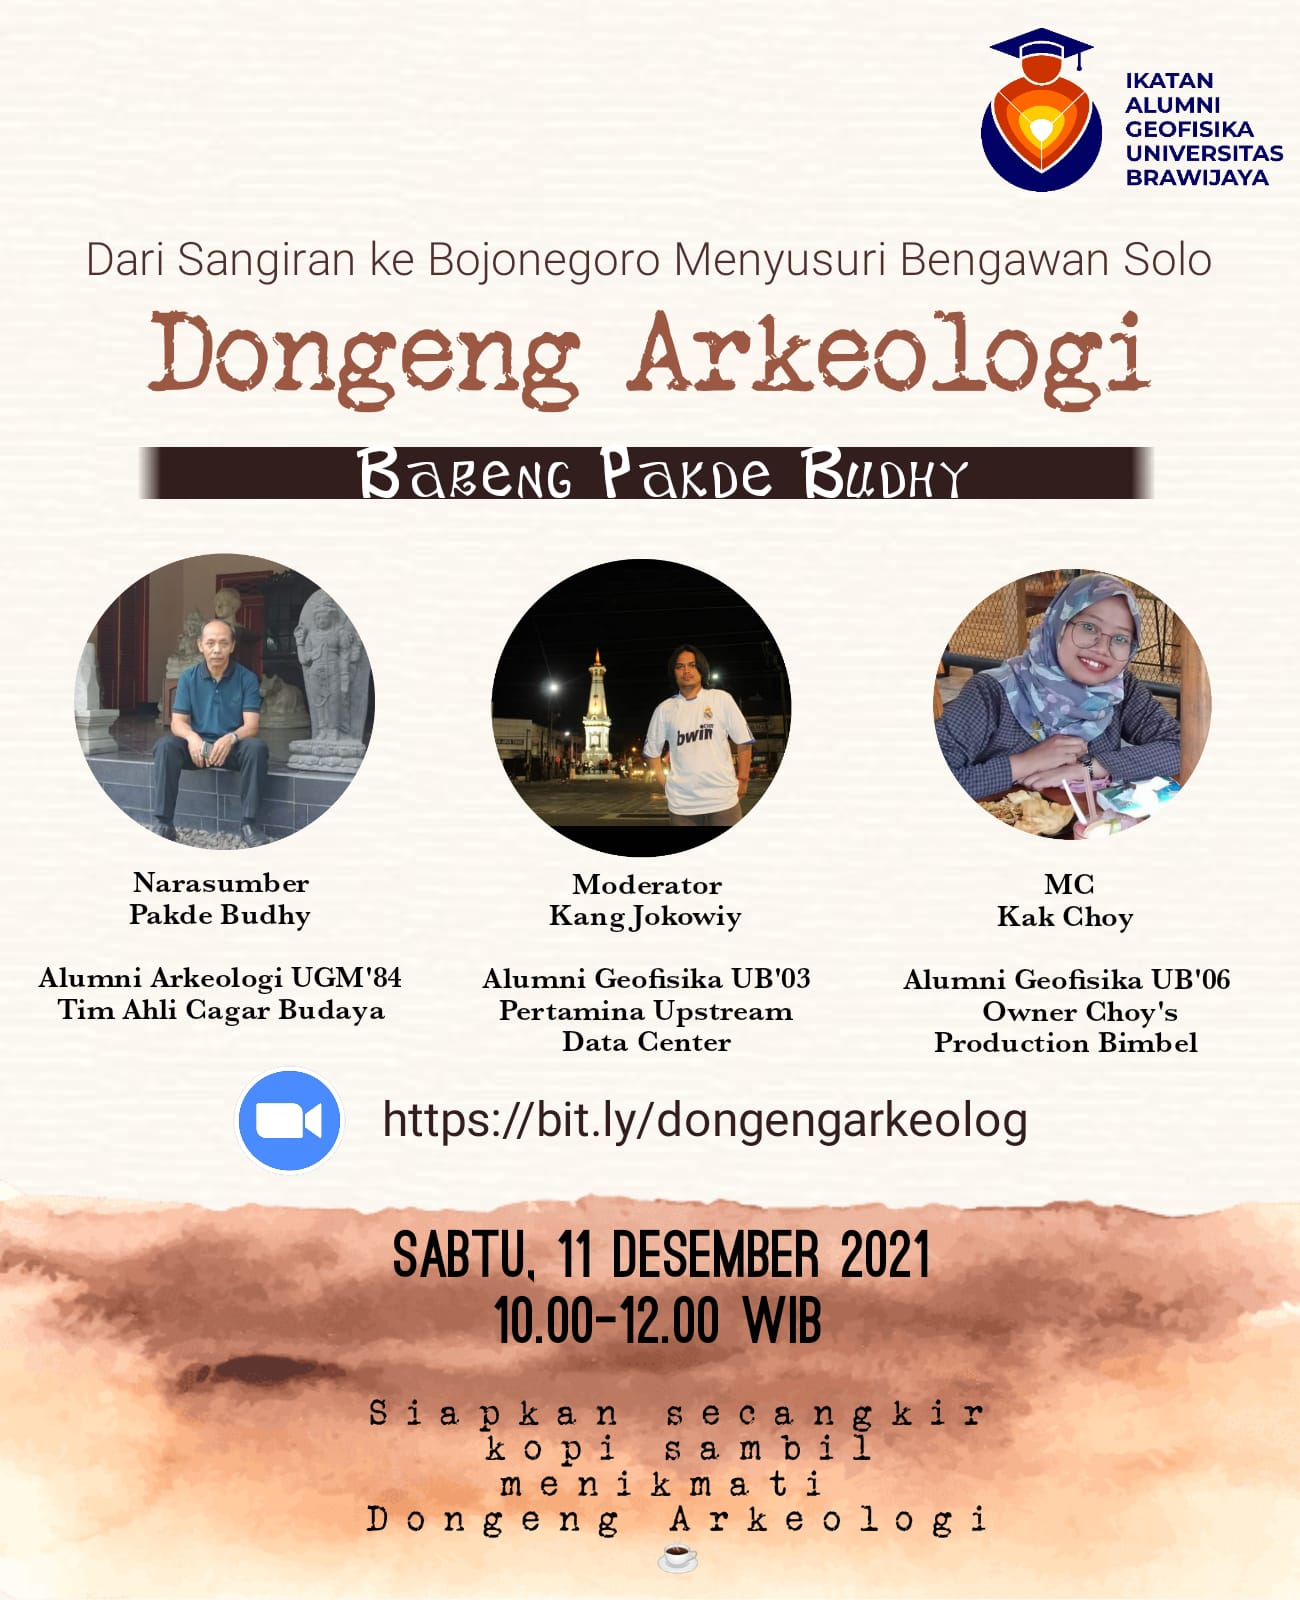 IKATAN
ALUMNI
GEOFISIKA
UNIVERSITAS
BRAWIJAYA
Dari Sangiran ke Bojonegoro Menyusuri Bengawan Solo
Dongeng Arkeologi
Bareng Pakde Budhy
bwin
Narasumber
Pakde Budhy
Alumni Arkeologi UGM'84
Tim Ahli Cagar Budaya
Moderator
Kang Jokowiy
Alumni Geofisika UB'03
Pertamina Upstream
Data Center
MC
Kak Choy
Alumni Geofisika UB'06
Owner Choy's
Production Bimbel
https://bit.ly/dongengarkeolog
SABTU, 11 DESEMBER 2021
10.00-12.00 WIB
Siapkan secangkir
kopi sambil
menikmati
Dongeng Arkeologi